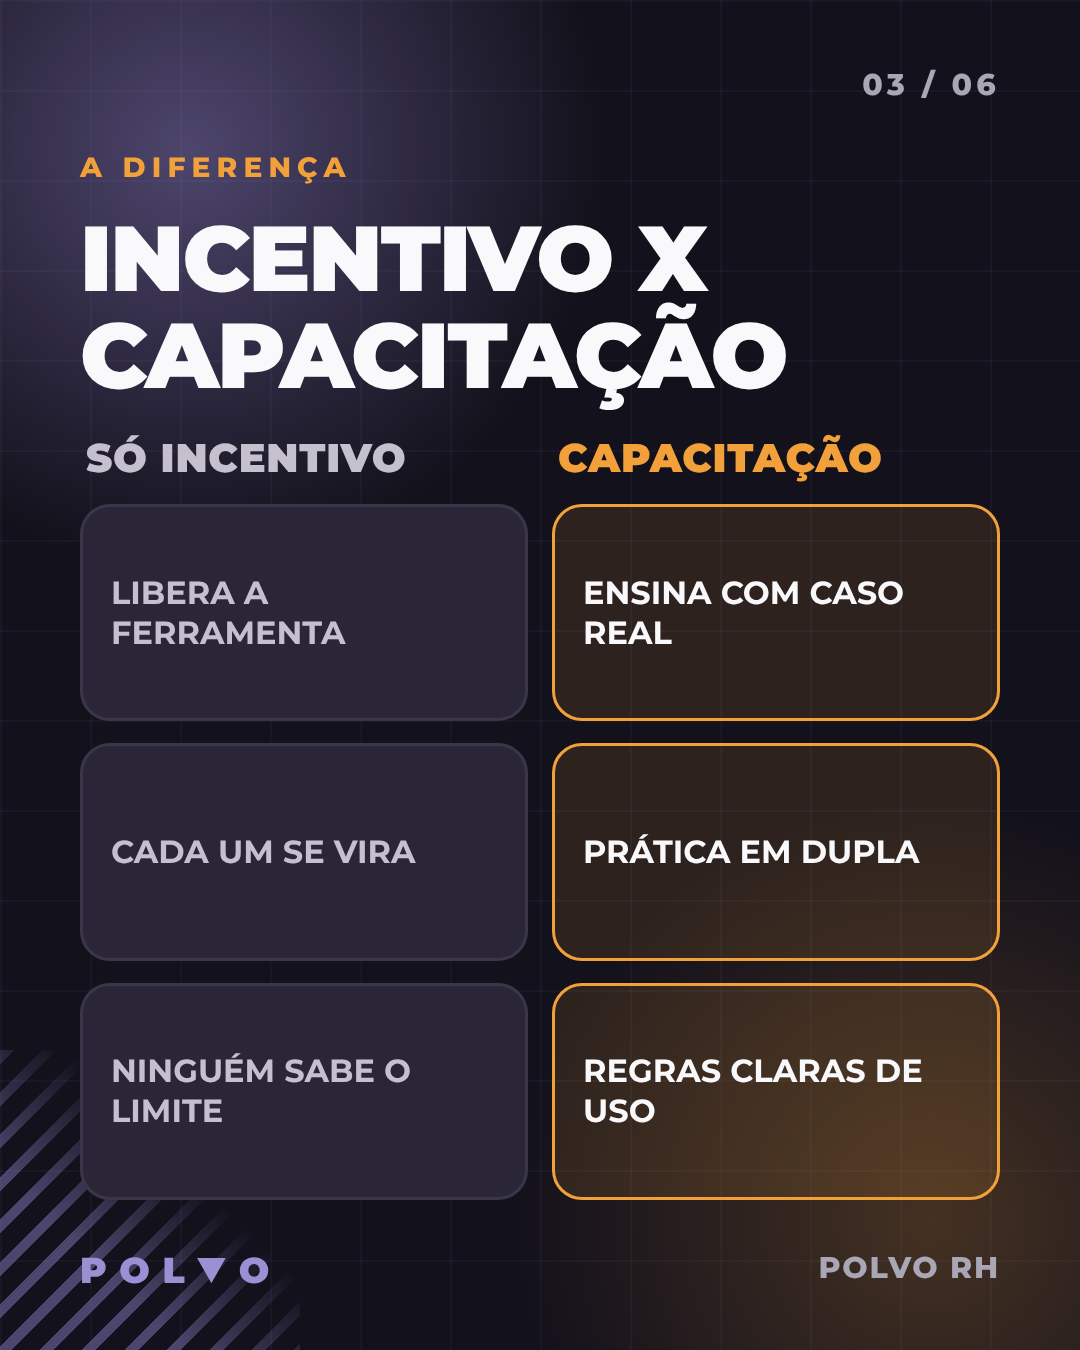 03 / 06
A DIFERENÇA
INCENTIVO X
CAPACITAÇÃO
SÓ INCENTIVO
CAPACITAÇÃO
LIBERA A
FERRAMENTA
ENSINA COM CASO
REAL
CADA UM SE VIRA
PRÁTICA EM DUPLA
NINGUÉM SABE O
LIMITE
REGRAS CLARAS DE
USO
POLVO
POLVO RH